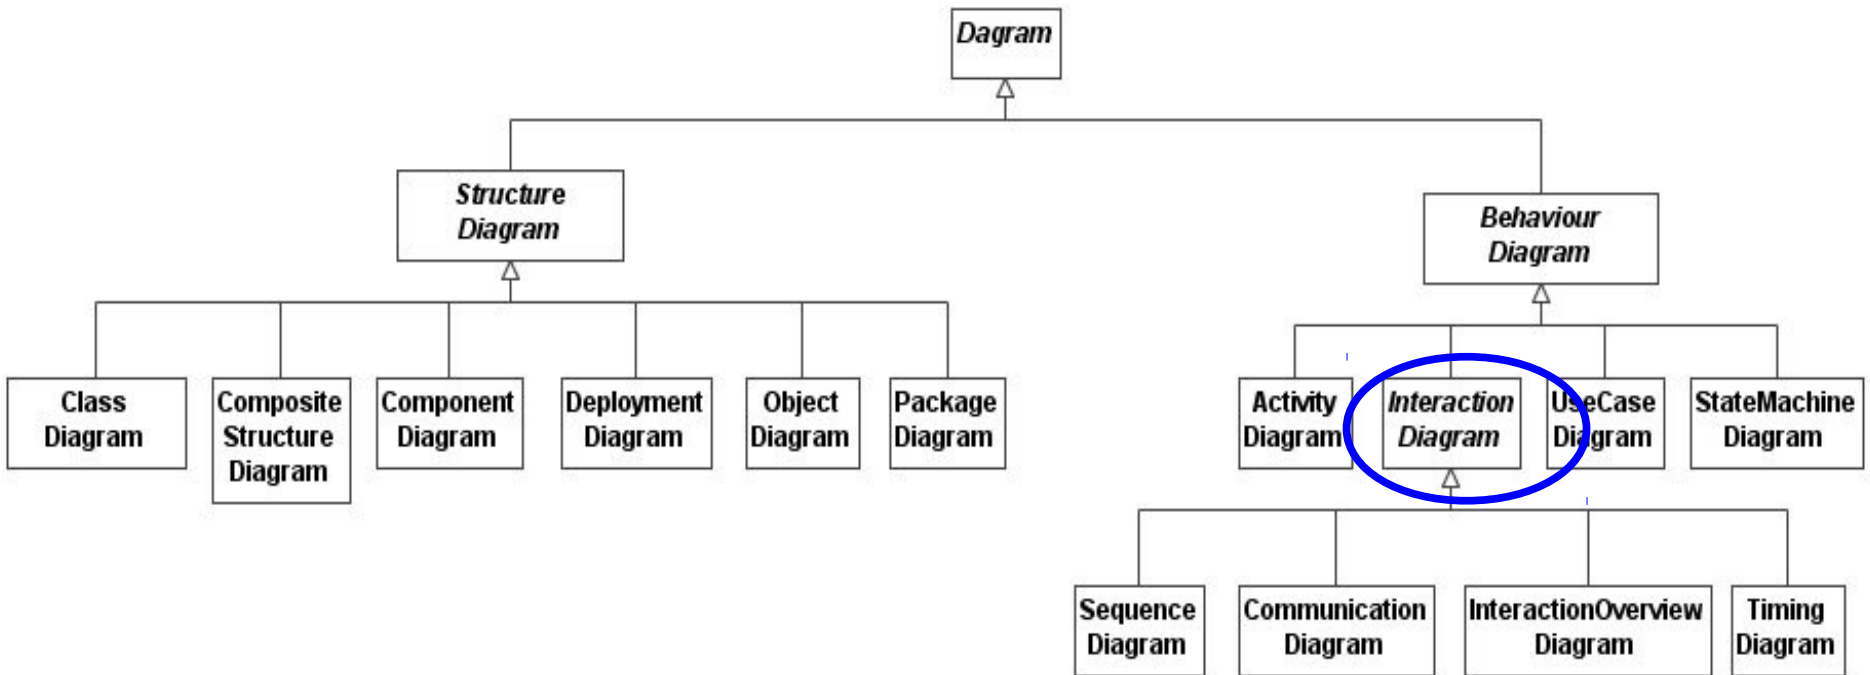 Dagram
Structure
Diagram
Behaviour
Diagram
Class
Diagram
Composite
Structure
Diagram
Component
Diagram
Deployment
Diagram
Object
Diagram
Package
Diagram
Activity
Diagram
Interaction
Diagram
UseCase
Diagram
StateMachine
Diagram
Sequence
Diagram
Communication
Diagram
InteractionOverview
Diagram
Timing
Diagram